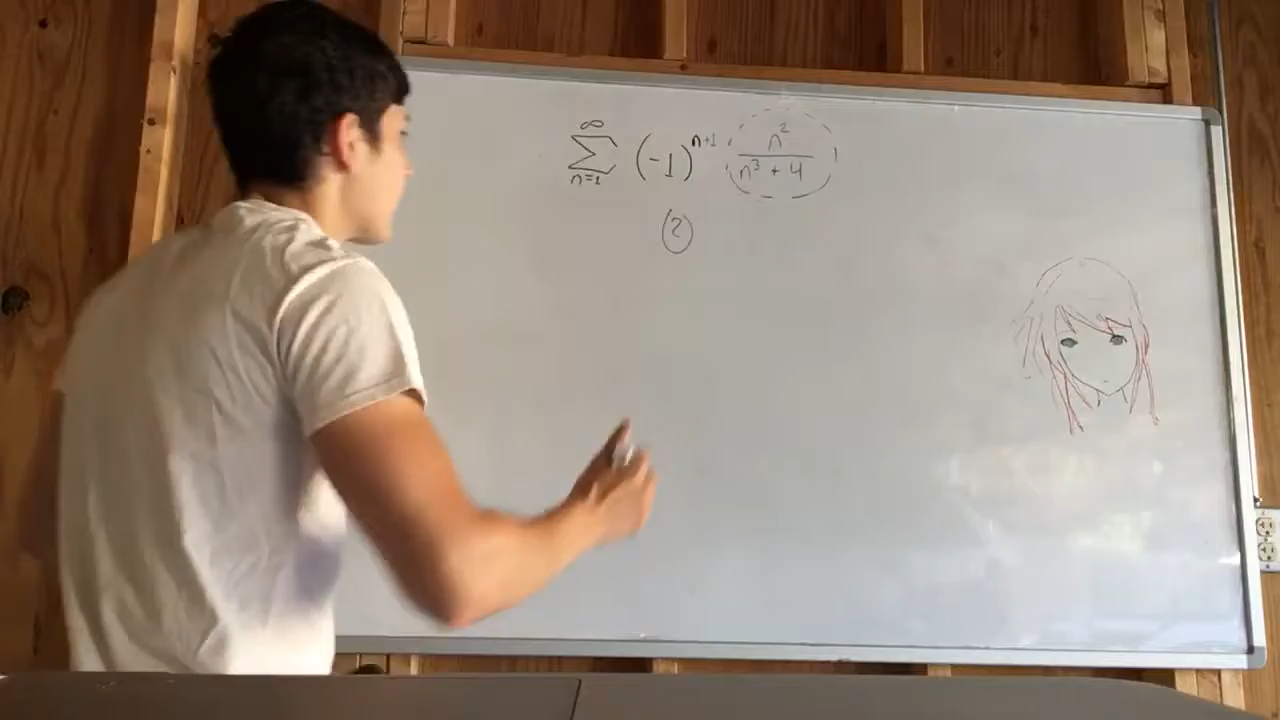 ∞
∑ (-1)^{n+1} n²/(n³ + 4)
n=1
②